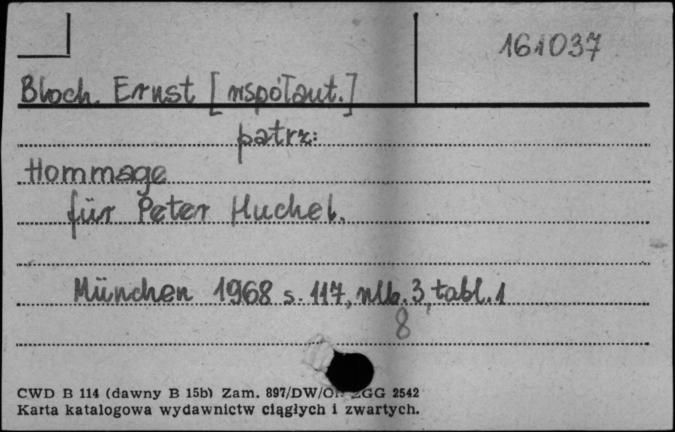 161037
Bloch Ernst [współaut.]
patrz:
Hommage
für Peter Huchel.
München 1968 s. 117, nlb. 3, tabl. 1
8
CWD B 114 (dawny B 15b) Zam. 897/DW/O GG 2542
Karta katalogowa wydawnictw ciągłych i zwartych.